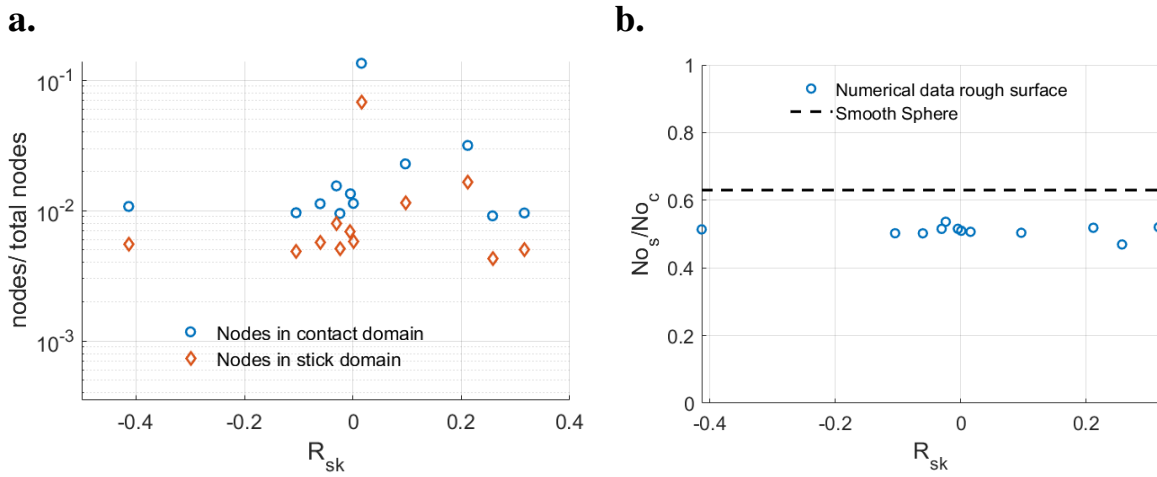 a.
nodes/ total nodes
10^-1
10^-2
10^-3
-0.4
-0.2
0
0.2
0.4
R_sk
Nodes in contact domain
Nodes in stick domain
b.
No_s/No_c
1
0.8
0.6
0.4
0.2
0
-0.4
-0.2
0
0.2
R_sk
Numerical data rough surface
Smooth Sphere